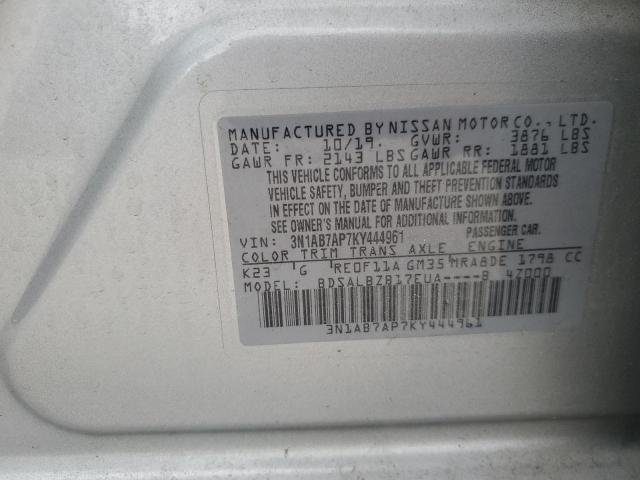 MANUFACTURED BY NISSAN MOTOR CO., LTD.
DATE: 10/19. GVWR: 3876 LBS
GAWR FR: 2143 LBS GAWR RR: 1881 LBS
THIS VEHICLE CONFORMS TO ALL APPLICABLE FEDERAL MOTOR
VEHICLE SAFETY, BUMPER AND THEFT PREVENTION STANDARDS
IN EFFECT ON THE DATE OF MANUFACTURE SHOWN ABOVE.
SEE OWNER'S MANUAL FOR ADDITIONAL INFORMATION.
VIN: 3N1AB7AP7KY444961 PASSENGER CAR.
COLOR TRIM TRANS AXLE ENGINE
K23 G RE0F11A GM35 MRA8DE 1798 CC
MODEL: BDSALBZB17EUA----B 47000
3N1AB7AP7KY444961